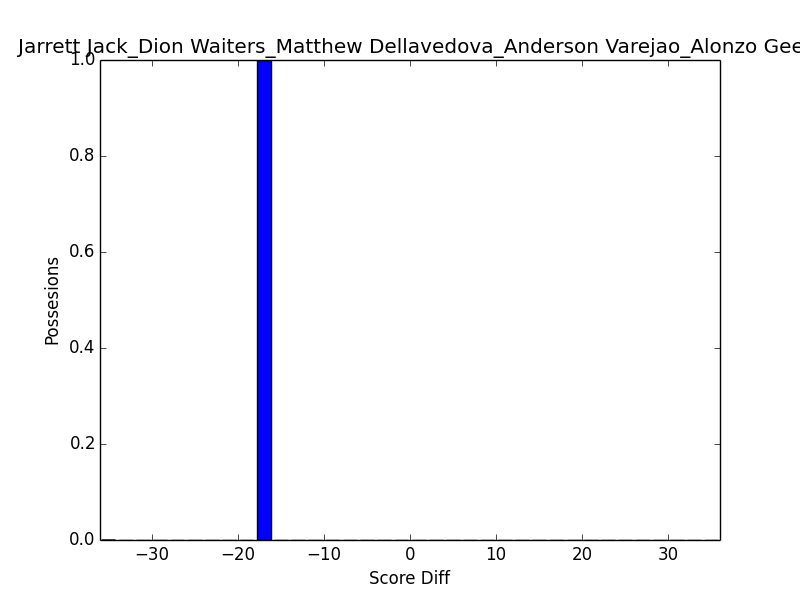 Jarrett Jack_Dion Waiters_Matthew Dellavedova_Anderson Varejao_Alonzo Gee
1.0
0.8
0.6
0.4
0.2
0.0
Possesions
−30 −20 −10 0 10 20 30
Score Diff